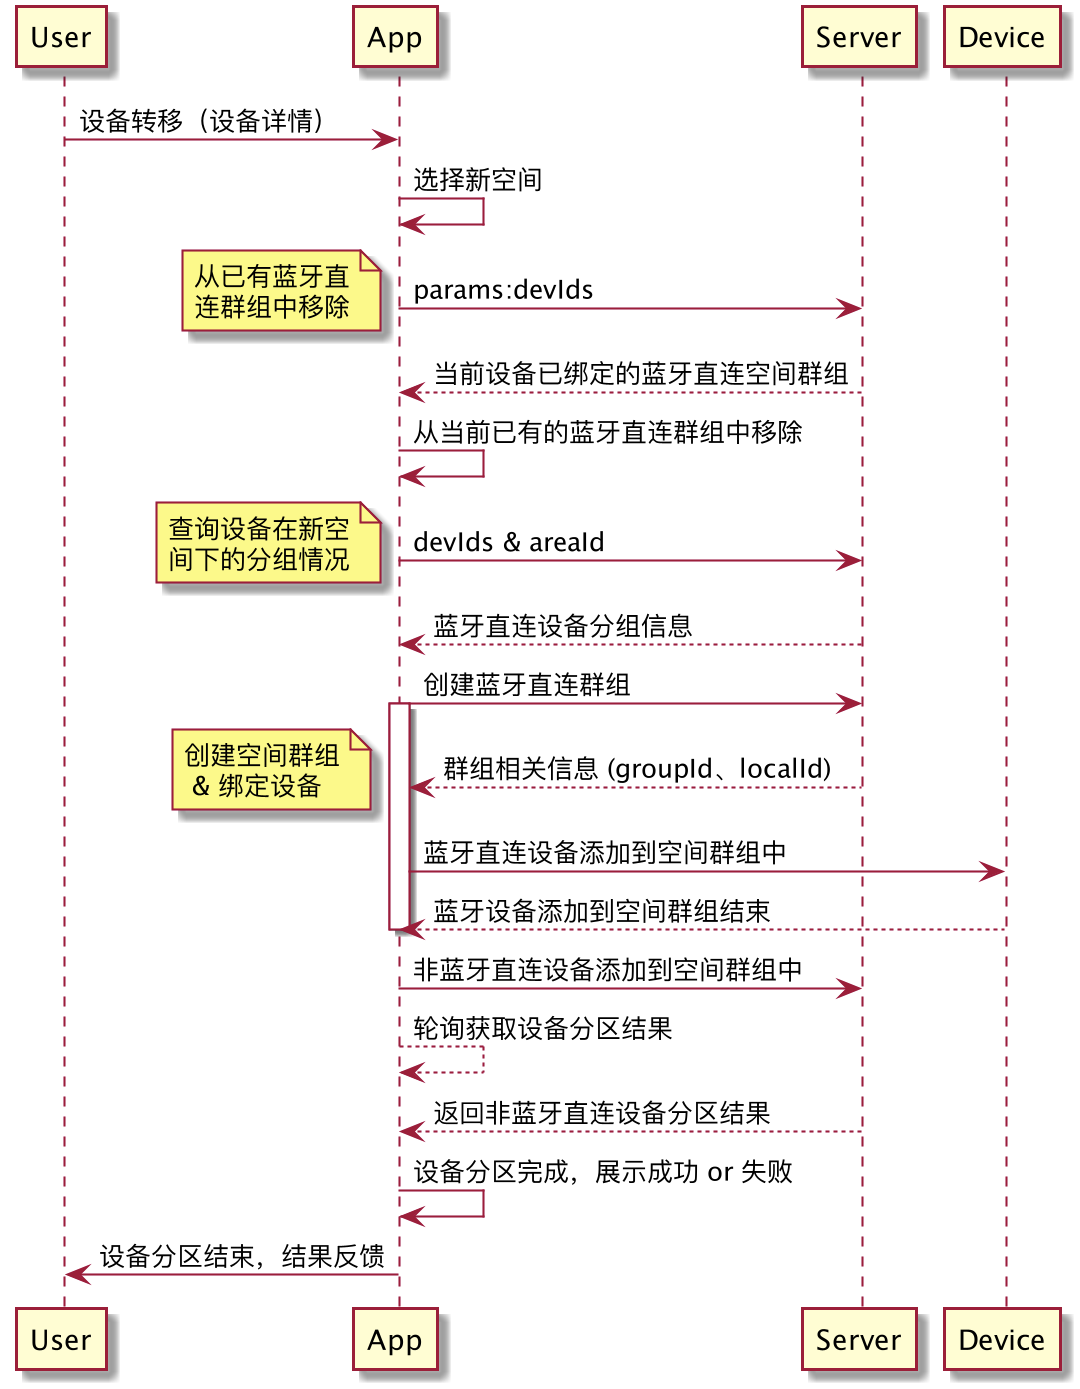 User
App
Server
Device
设备转移（设备详情）
选择新空间
从已有蓝牙直
连群组中移除
params:devIds
当前设备已绑定的蓝牙直连空间群组
从当前已有的蓝牙直连群组中移除
查询设备在新空
间下的分组情况
devIds & areaId
蓝牙直连设备分组信息
创建蓝牙直连群组
创建空间群组
& 绑定设备
群组相关信息 (groupId、localId)
蓝牙直连设备添加到空间群组中
蓝牙设备添加到空间群组结束
非蓝牙直连设备添加到空间群组中
轮询获取设备分区结果
返回非蓝牙直连设备分区结果
设备分区完成，展示成功 or 失败
设备分区结束，结果反馈
User
App
Server
Device